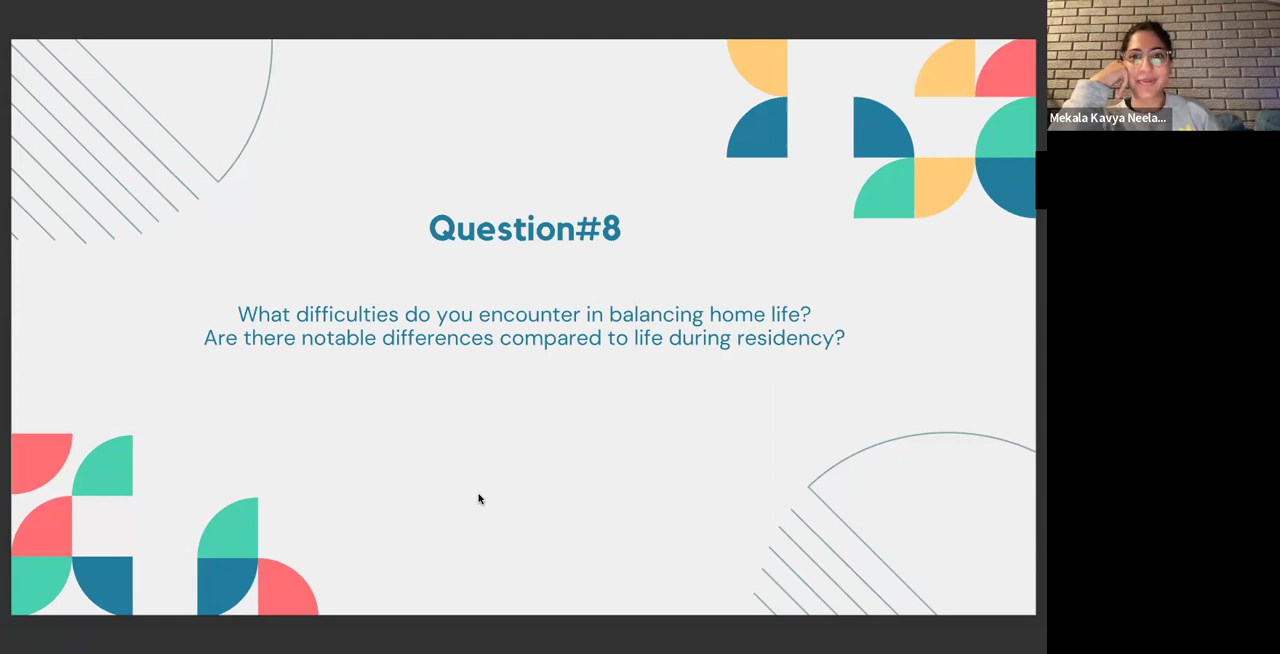 Question#8
What difficulties do you encounter in balancing home life?
Are there notable differences compared to life during residency?
Mekala Kavya Neela...